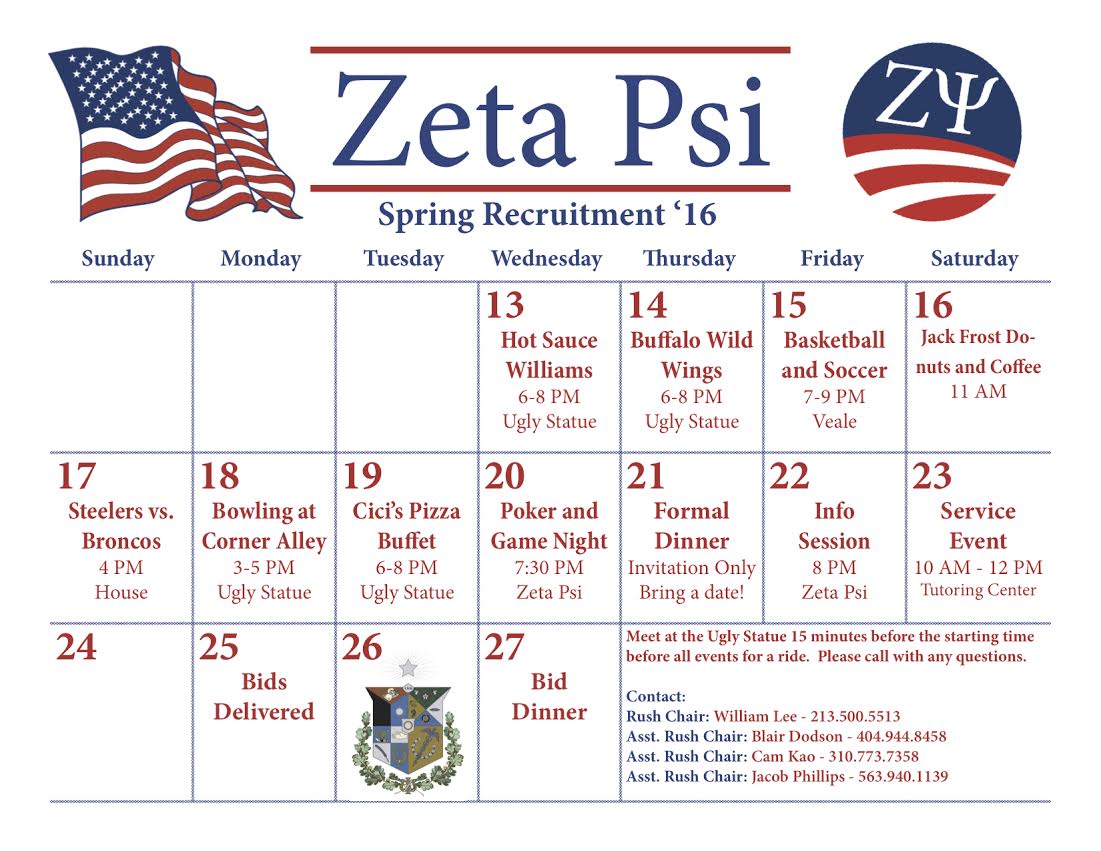 Zeta Psi
ΖΨ
Spring Recruitment ‘16
Sunday Monday Tuesday Wednesday Thursday Friday Saturday
13
Hot Sauce
Williams
6-8 PM
Ugly Statue
14
Buffalo Wild
Wings
6-8 PM
Ugly Statue
15
Basketball
and Soccer
7-9 PM
Veale
16
Jack Frost Do-
nuts and Coffee
11 AM
17
Steelers vs.
Broncos
4 PM
House
18
Bowling at
Corner Alley
3-5 PM
Ugly Statue
19
Cici’s Pizza
Buffet
6-8 PM
Ugly Statue
20
Poker and
Game Night
7:30 PM
Zeta Psi
21
Formal
Dinner
Invitation Only
Bring a date!
22
Info
Session
8 PM
Zeta Psi
23
Service
Event
10 AM - 12 PM
Tutoring Center
24
25
Bids
Delivered
26
27
Bid
Dinner
Meet at the Ugly Statue 15 minutes before the starting time
before all events for a ride.  Please call with any questions.
Contact:
Rush Chair: William Lee - 213.500.5513
Asst. Rush Chair: Blair Dodson - 404.944.8458
Asst. Rush Chair: Cam Kao - 310.773.7358
Asst. Rush Chair: Jacob Phillips - 563.940.1139